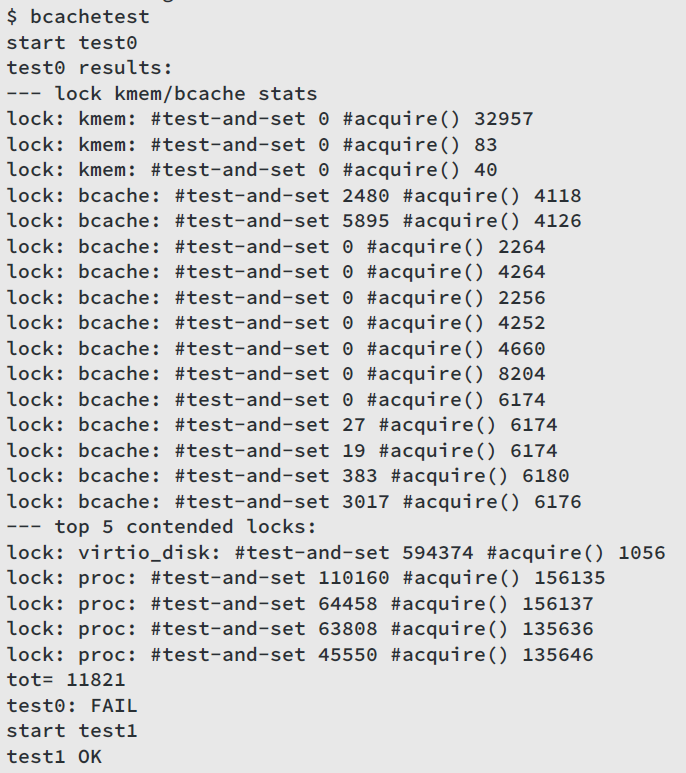 $ bcachetest
start test0
test0 results:
--- lock kmem/bcache stats
lock: kmem: #test-and-set 0 #acquire() 32957
lock: kmem: #test-and-set 0 #acquire() 83
lock: kmem: #test-and-set 0 #acquire() 40
lock: bcache: #test-and-set 2480 #acquire() 4118
lock: bcache: #test-and-set 5895 #acquire() 4126
lock: bcache: #test-and-set 0 #acquire() 2264
lock: bcache: #test-and-set 0 #acquire() 4264
lock: bcache: #test-and-set 0 #acquire() 2256
lock: bcache: #test-and-set 0 #acquire() 4252
lock: bcache: #test-and-set 0 #acquire() 4660
lock: bcache: #test-and-set 0 #acquire() 8204
lock: bcache: #test-and-set 0 #acquire() 6174
lock: bcache: #test-and-set 27 #acquire() 6174
lock: bcache: #test-and-set 19 #acquire() 6174
lock: bcache: #test-and-set 383 #acquire() 6180
lock: bcache: #test-and-set 3017 #acquire() 6176
--- top 5 contended locks:
lock: virtio_disk: #test-and-set 594374 #acquire() 1056
lock: proc: #test-and-set 110160 #acquire() 156135
lock: proc: #test-and-set 64458 #acquire() 156137
lock: proc: #test-and-set 63808 #acquire() 135636
lock: proc: #test-and-set 45550 #acquire() 135646
tot= 11821
test0: FAIL
start test1
test1 OK